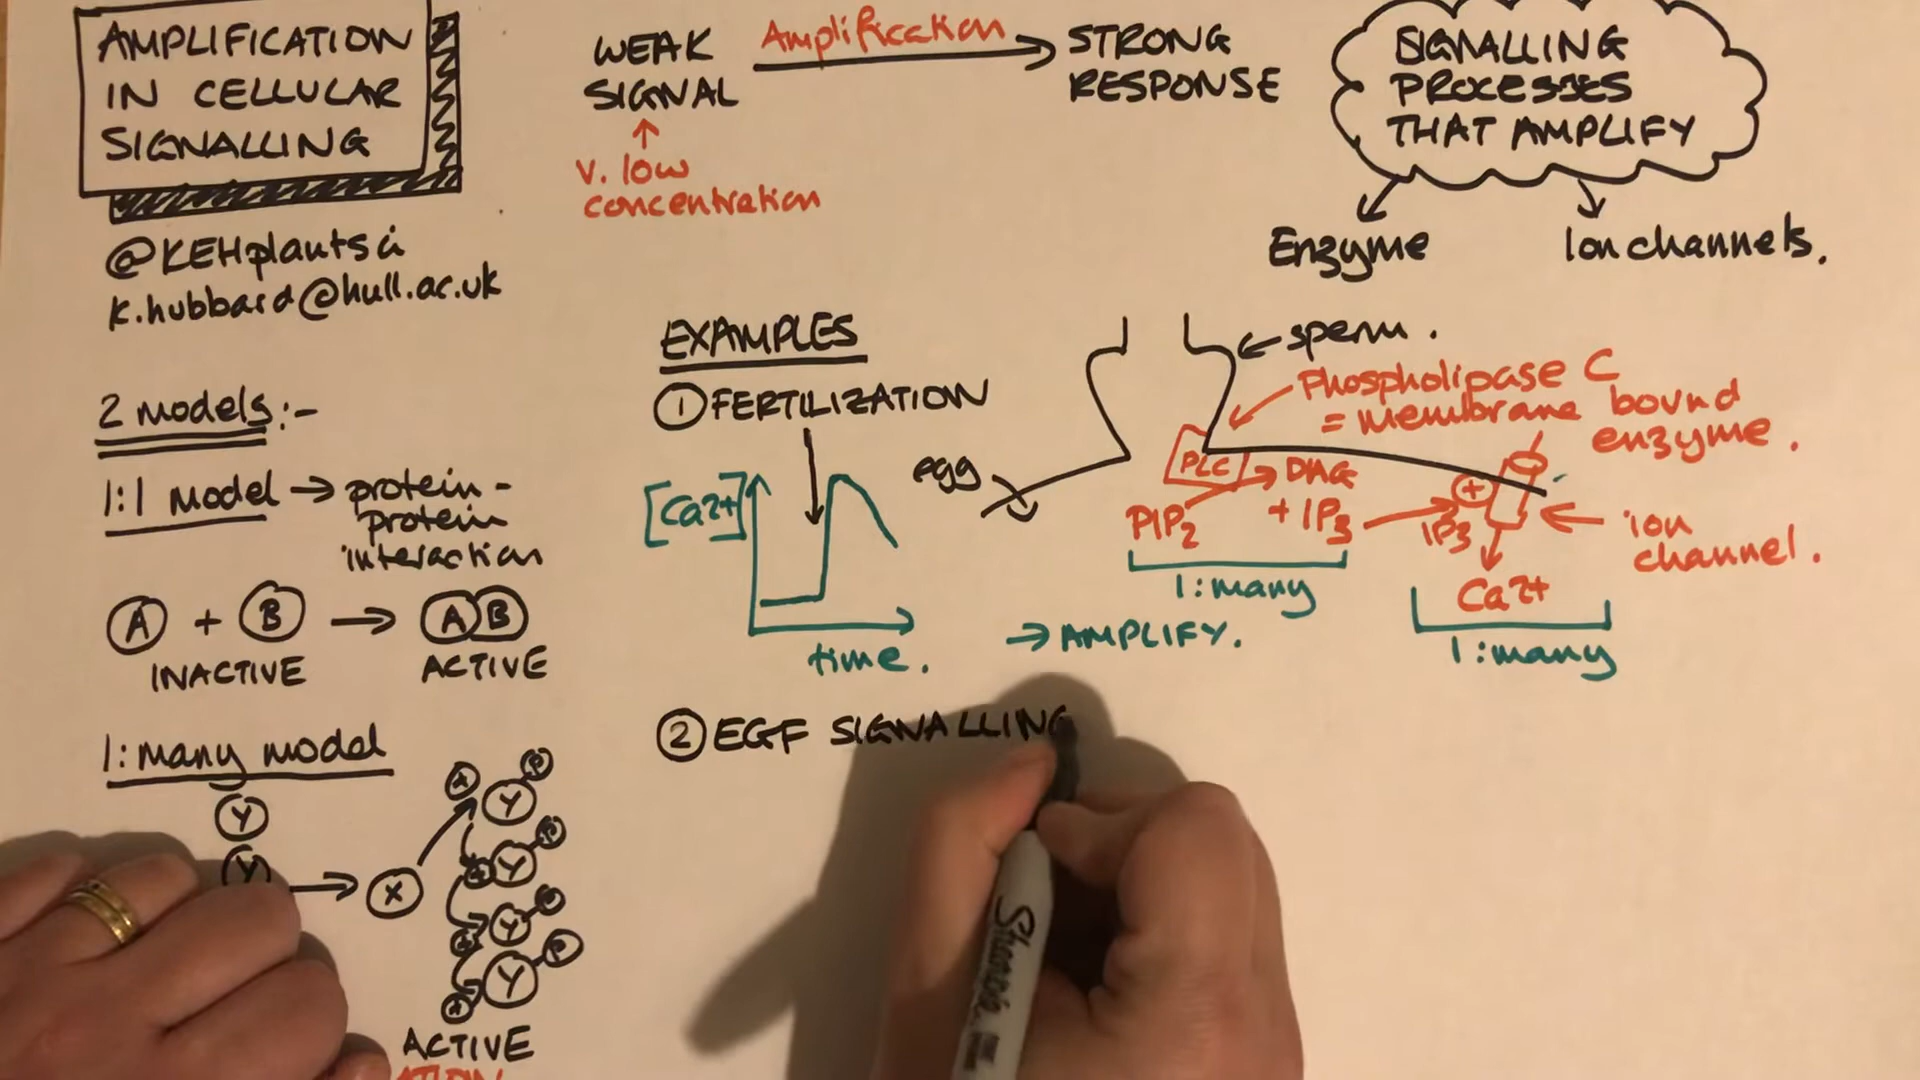 AMPLIFICATION
IN CELLULAR
SIGNALLING
@KEHplantsci
k.hubbard@hull.ac.uk
WEAK
SIGNAL
Amplification
STRONG
RESPONSE
v. low
concentration
SIGNALLING
PROCESSES
THAT AMPLIFY
Enzyme
Ion channels.
2 models:-
1:1 model → protein-
protein
interaction
A + B → AB
INACTIVE
ACTIVE
1:many model
Y
Y
X
Y P
Y P
Y P
Y P
ACTIVE
EXAMPLES
1 FERTILIZATION
[Ca2+]
time.
egg
sperm.
Phospholipase C
= membrane bound
enzyme.
PLC
PIP2
DAG
+ IP3
+
IP3
ion
channel.
Ca2+
1:many
1:many
→ AMPLIFY.
2 EGF SIGNALLING
Sharpie